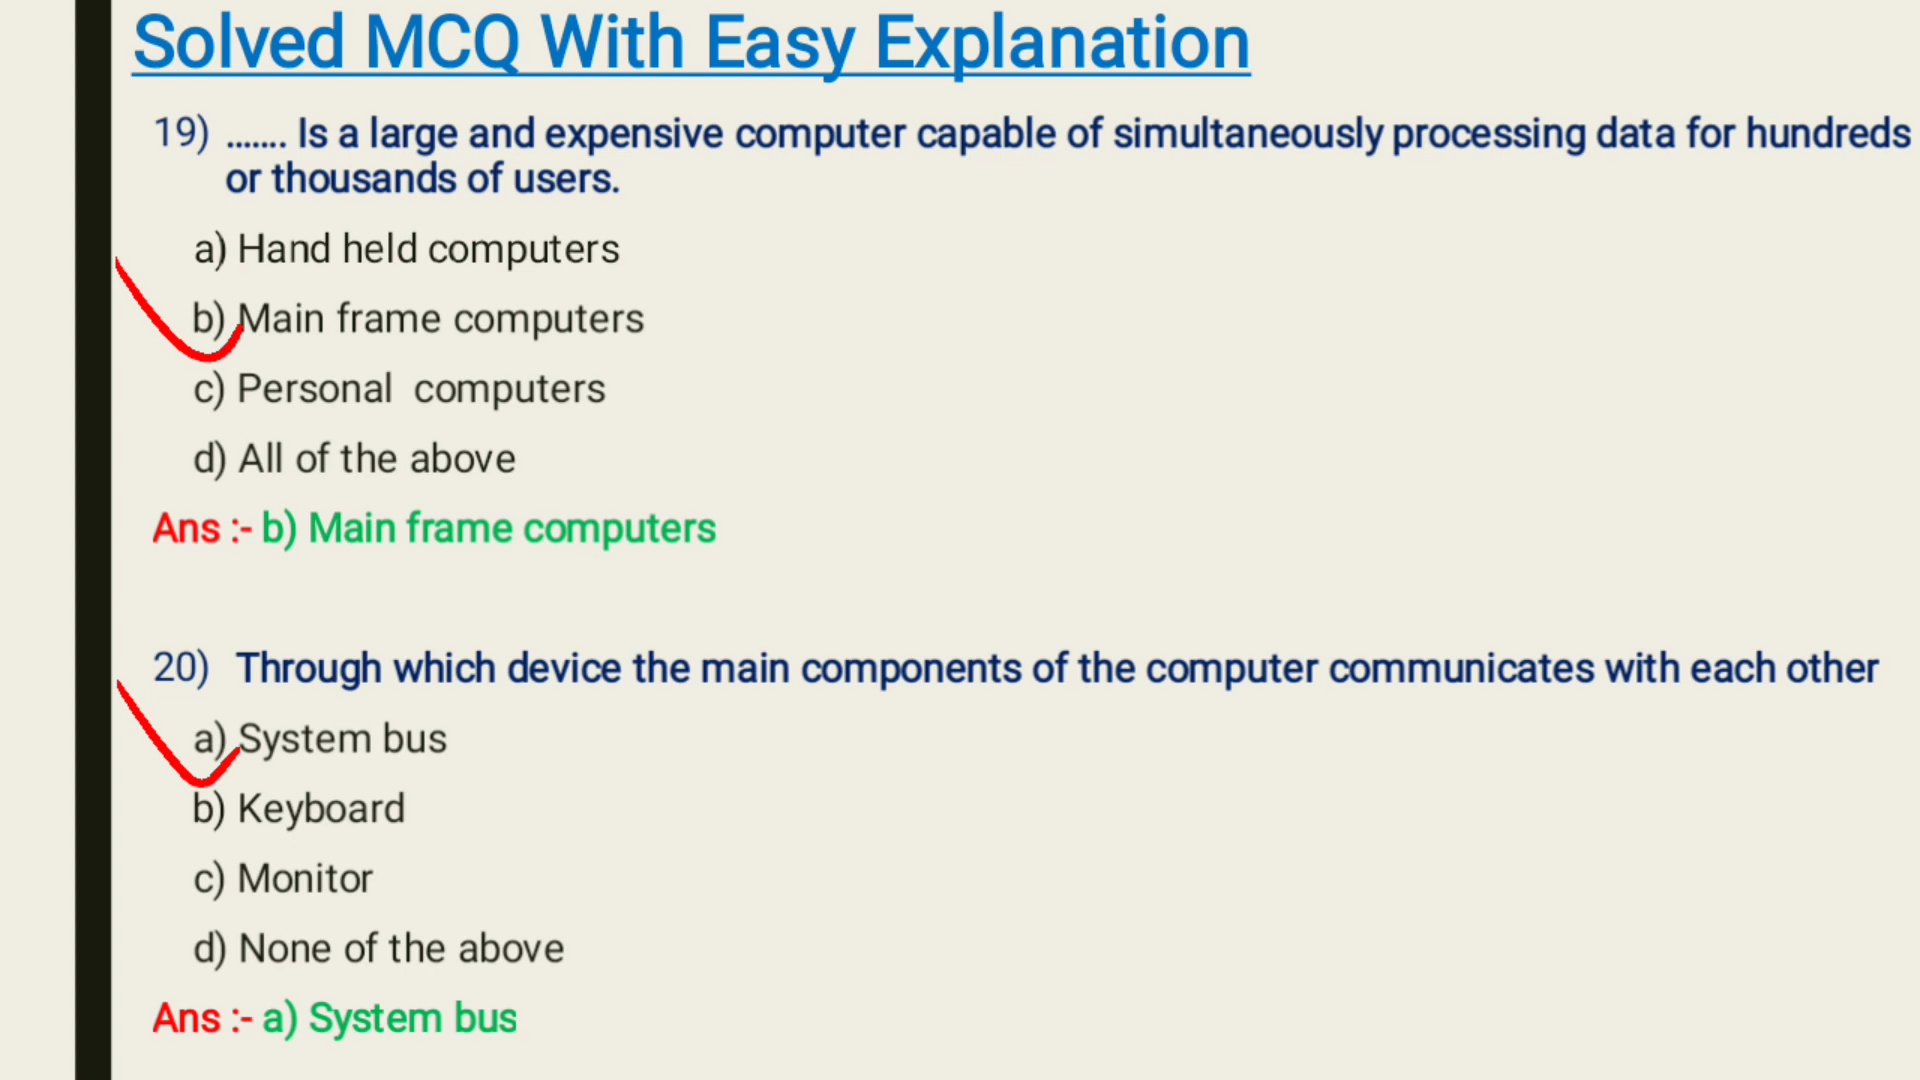 Solved MCQ With Easy Explanation
19) ....... Is a large and expensive computer capable of simultaneously processing data for hundreds
or thousands of users.
a) Hand held computers
b) Main frame computers
c) Personal computers
d) All of the above
Ans :- b) Main frame computers
20) Through which device the main components of the computer communicates with each other
a) System bus
b) Keyboard
c) Monitor
d) None of the above
Ans :- a) System bus